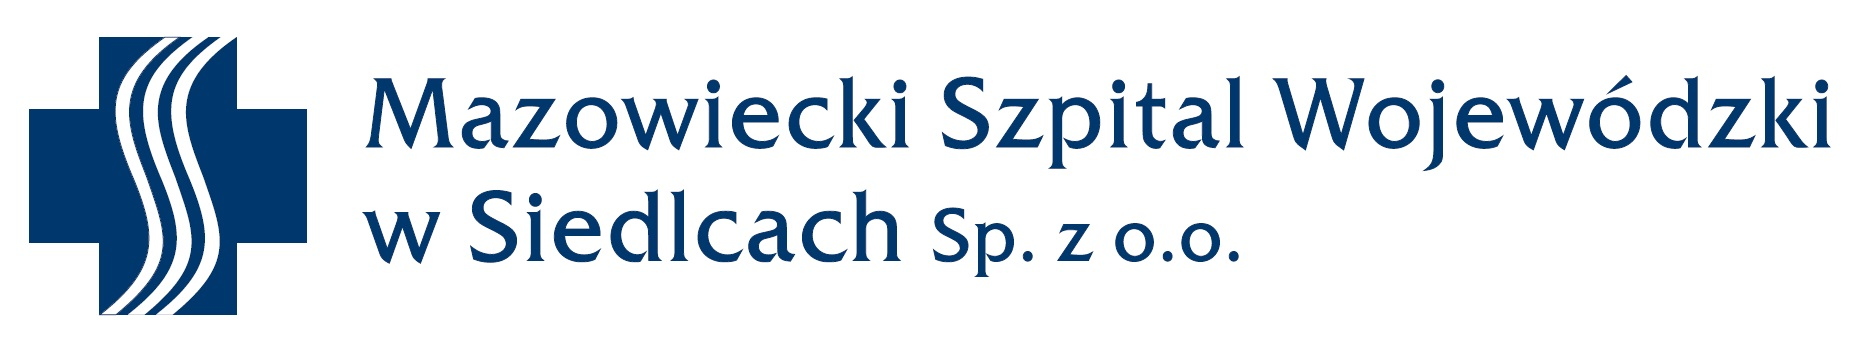 Mazowiecki Szpital Wojewódzki
w Siedlcach Sp. z o.o.